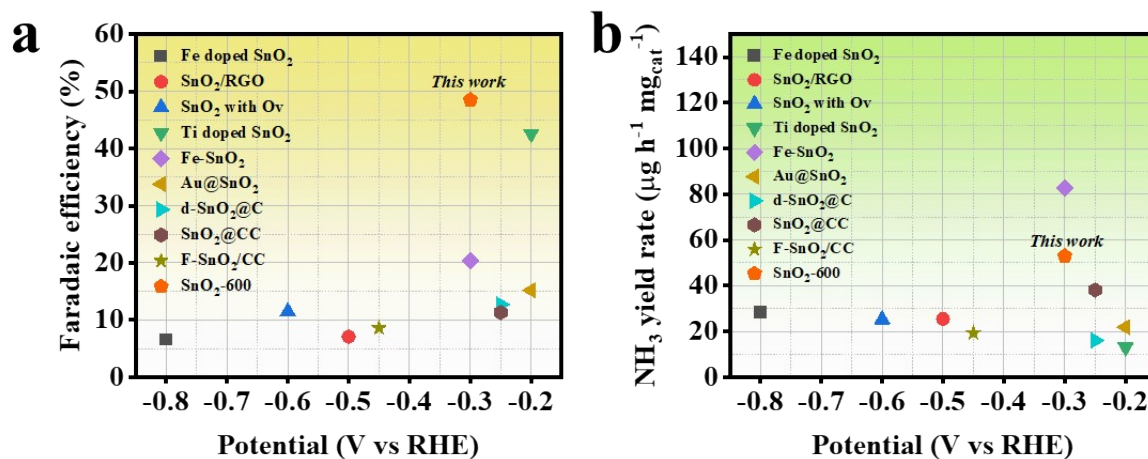 a
Faradaic efficiency (%)
60
50
40
30
20
10
0
Fe doped SnO₂
SnO₂/RGO
SnO₂ with Ov
Ti doped SnO₂
Fe-SnO₂
Au@SnO₂
d-SnO₂@C
SnO₂@CC
F-SnO₂/CC
SnO₂-600
This work
-0.8 -0.7 -0.6 -0.5 -0.4 -0.3 -0.2
Potential (V vs RHE)
b
NH₃ yield rate (μg h⁻¹ mg_cat⁻¹)
140
120
100
80
60
40
20
0
Fe doped SnO₂
SnO₂/RGO
SnO₂ with Ov
Ti doped SnO₂
Fe-SnO₂
Au@SnO₂
d-SnO₂@C
SnO₂@CC
F-SnO₂/CC
SnO₂-600
This work
-0.8 -0.7 -0.6 -0.5 -0.4 -0.3 -0.2
Potential (V vs RHE)